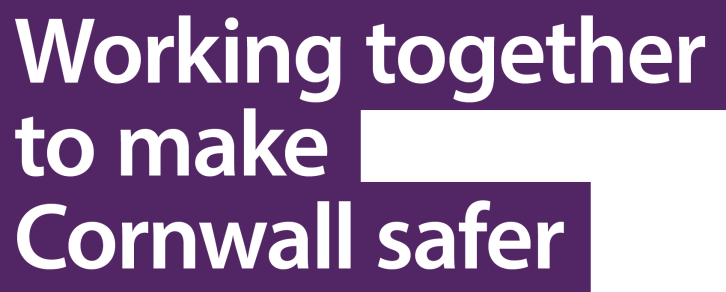 Working together
to make
Cornwall safer